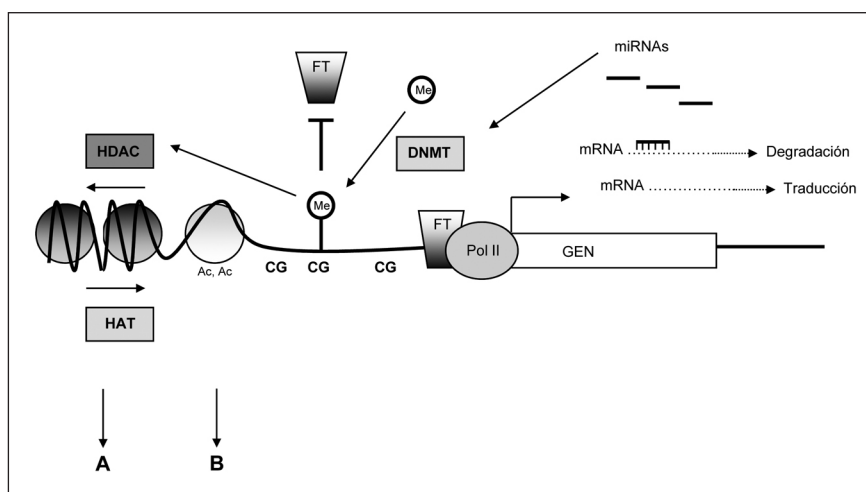 miRNAs
FT
Me
HDAC
DNMT
mRNA Degradación
mRNA Traducción
Me
FT
Pol II
GEN
Ac, Ac
CG CG CG
HAT
A B